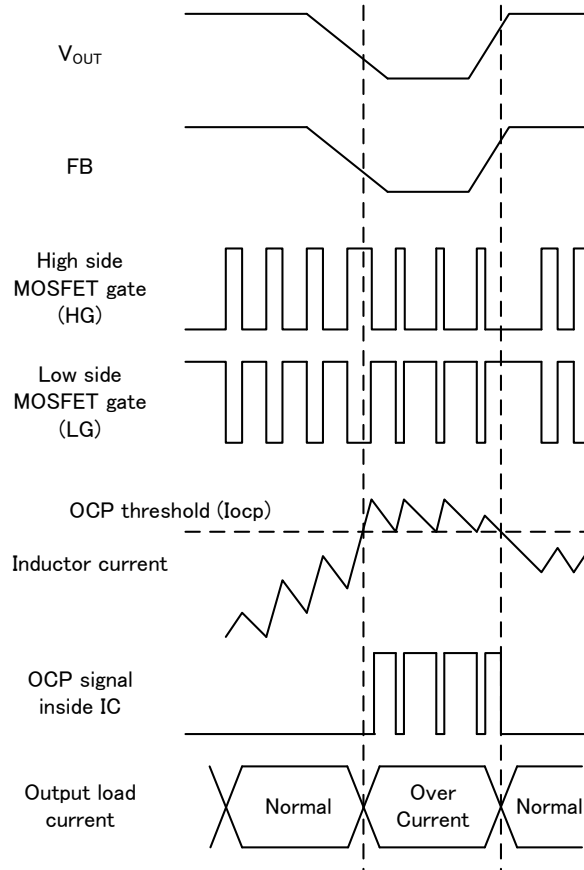 VOUT
FB
High side
MOSFET gate
(HG)
Low side
MOSFET gate
(LG)
OCP threshold (Iocp)
Inductor current
OCP signal
inside IC
Output load
current
Normal
Over
Current
Normal